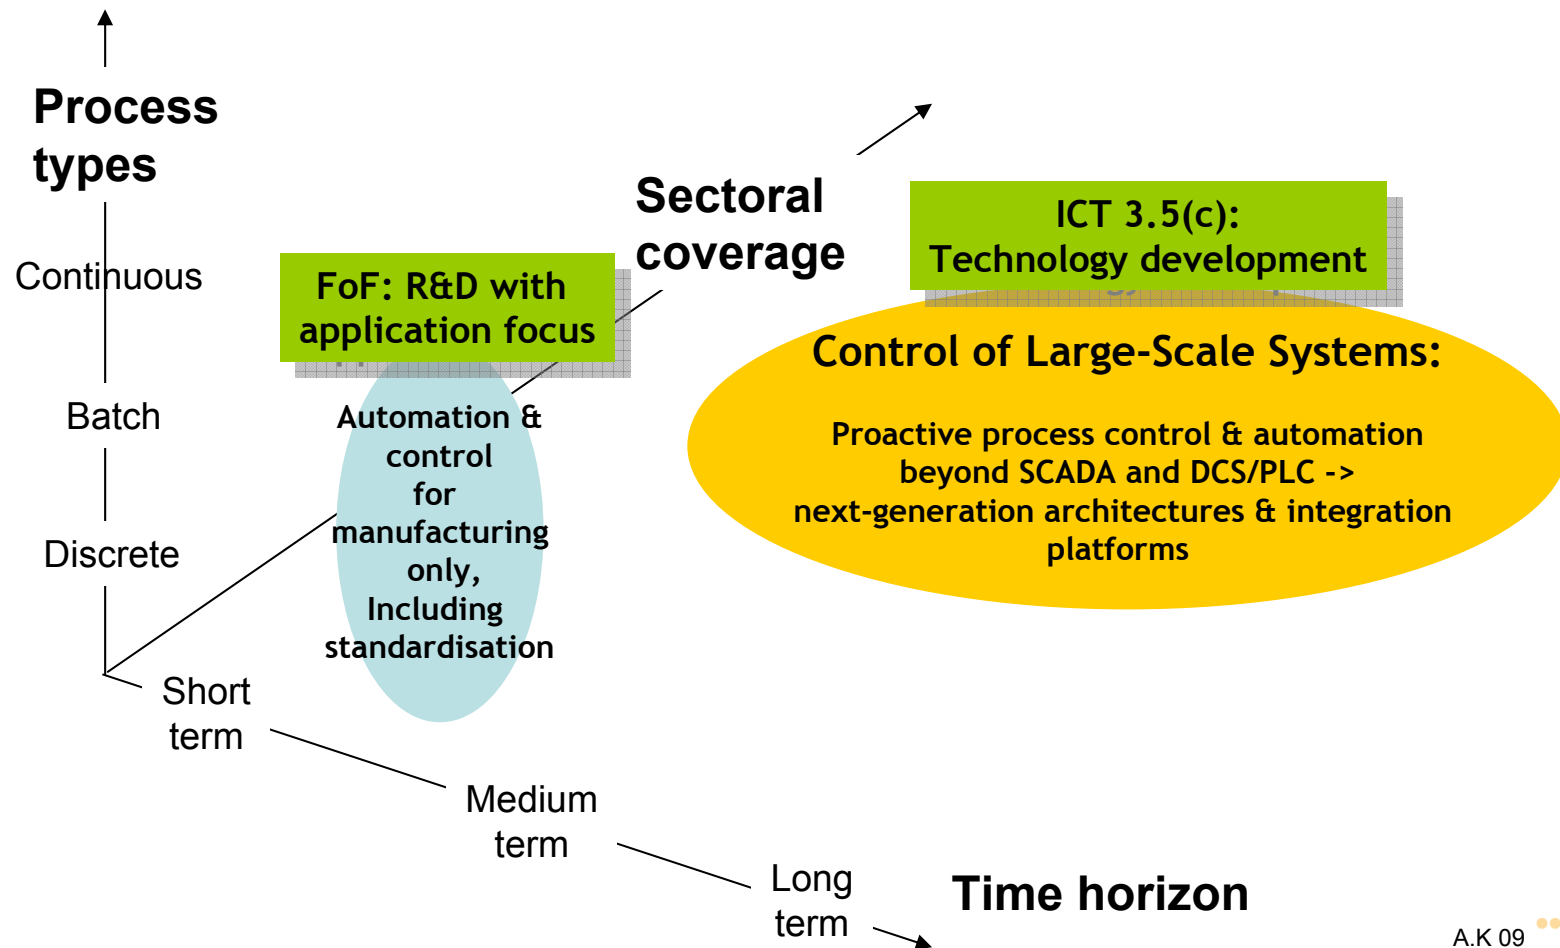 Process
types
Continuous
Batch
Discrete
Sectoral
coverage
FoF: R&D with
application focus
Automation &
control
for
manufacturing
only,
Including
standardisation
ICT 3.5(c):
Technology development
Control of Large-Scale Systems:
Proactive process control & automation
beyond SCADA and DCS/PLC ->
next-generation architectures & integration
platforms
Short
term
Medium
term
Long
term
Time horizon
A.K 09